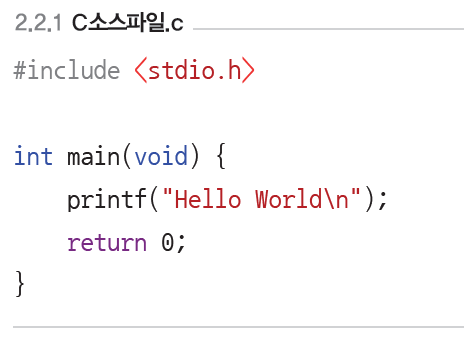 2.2.1 C소스파일.c
#include <stdio.h>
int main(void) {
    printf("Hello World\n");
    return 0;
}